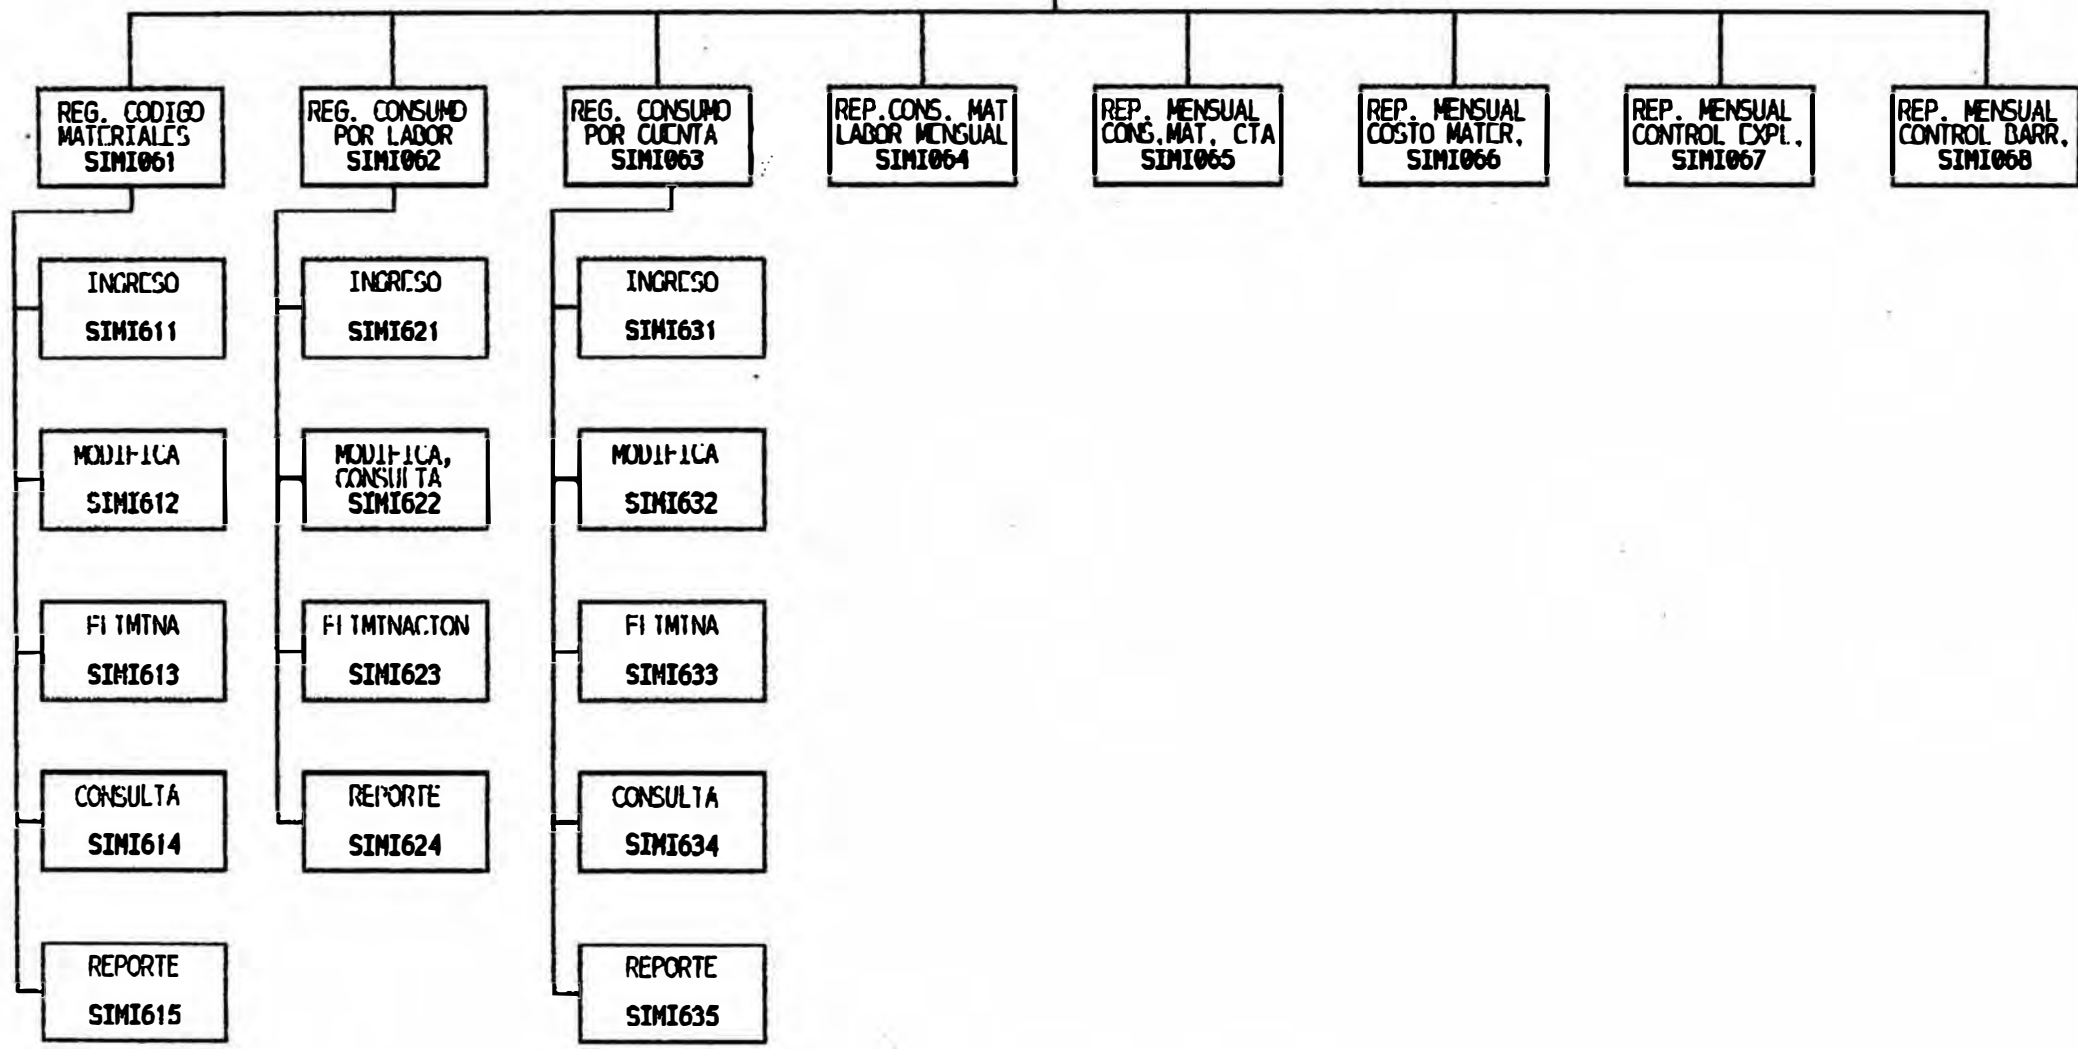 REG. CODIGO
MATERIALES
SIMI061
REG. CONSUMO
POR LABOR
SIMI062
REG. CONSUMO
POR CUENTA
SIMI063
REP.CONS. MAT
LABOR MENSUAL
SIMI064
REP. MENSUAL
CONS.MAT. CTA
SIMI065
REP. MENSUAL
COSTO MATER.
SIMI066
REP. MENSUAL
CONTROL EXPL.
SIMI067
REP. MENSUAL
CONTROL BARR.
SIMI068
INGRESO
SIMI611
MODIFICA
SIMI612
ELIMINA
SIMI613
CONSULTA
SIMI614
REPORTE
SIMI615
INGRESO
SIMI621
MODIFICA,
CONSULTA
SIMI622
ELIMINACION
SIMI623
REPORTE
SIMI624
INGRESO
SIMI631
MODIFICA
SIMI632
ELIMINA
SIMI633
CONSULTA
SIMI634
REPORTE
SIMI635